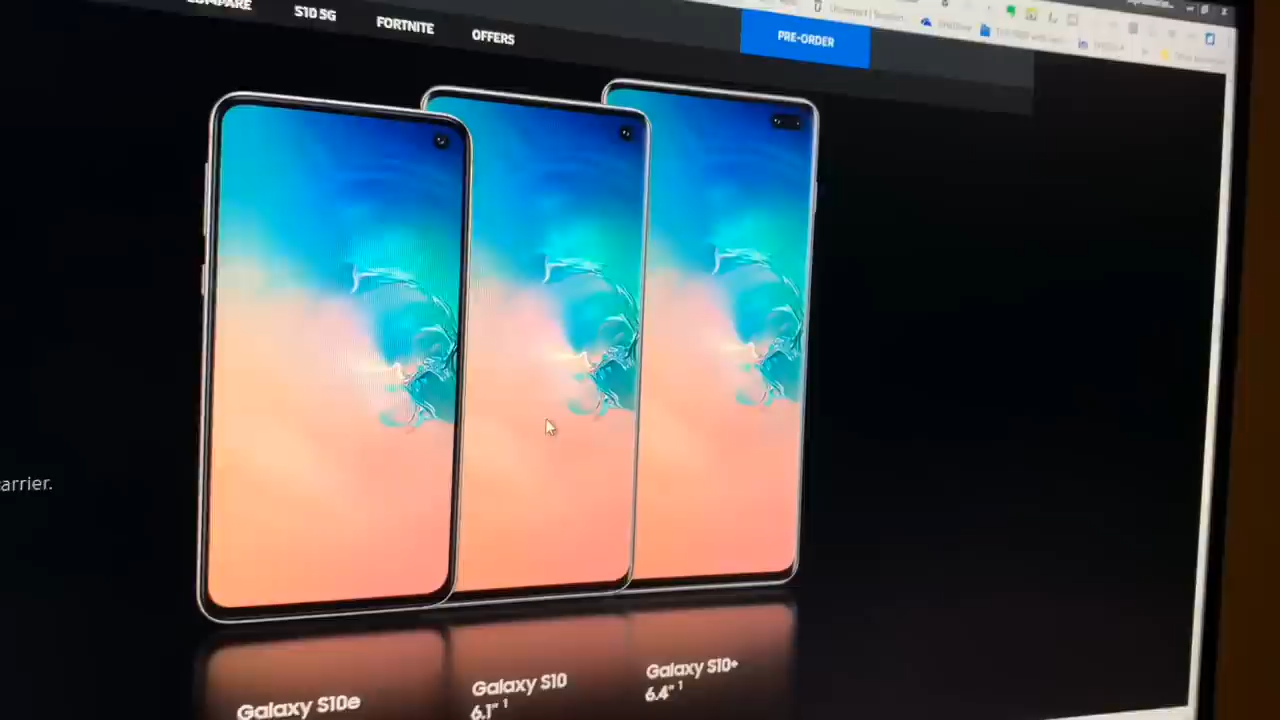 COMPARE
S10 5G
FORTNITE
OFFERS
PRE-ORDER
arrier.
Galaxy S10e
Galaxy S10
6.1" 1
Galaxy S10+
6.4" 1